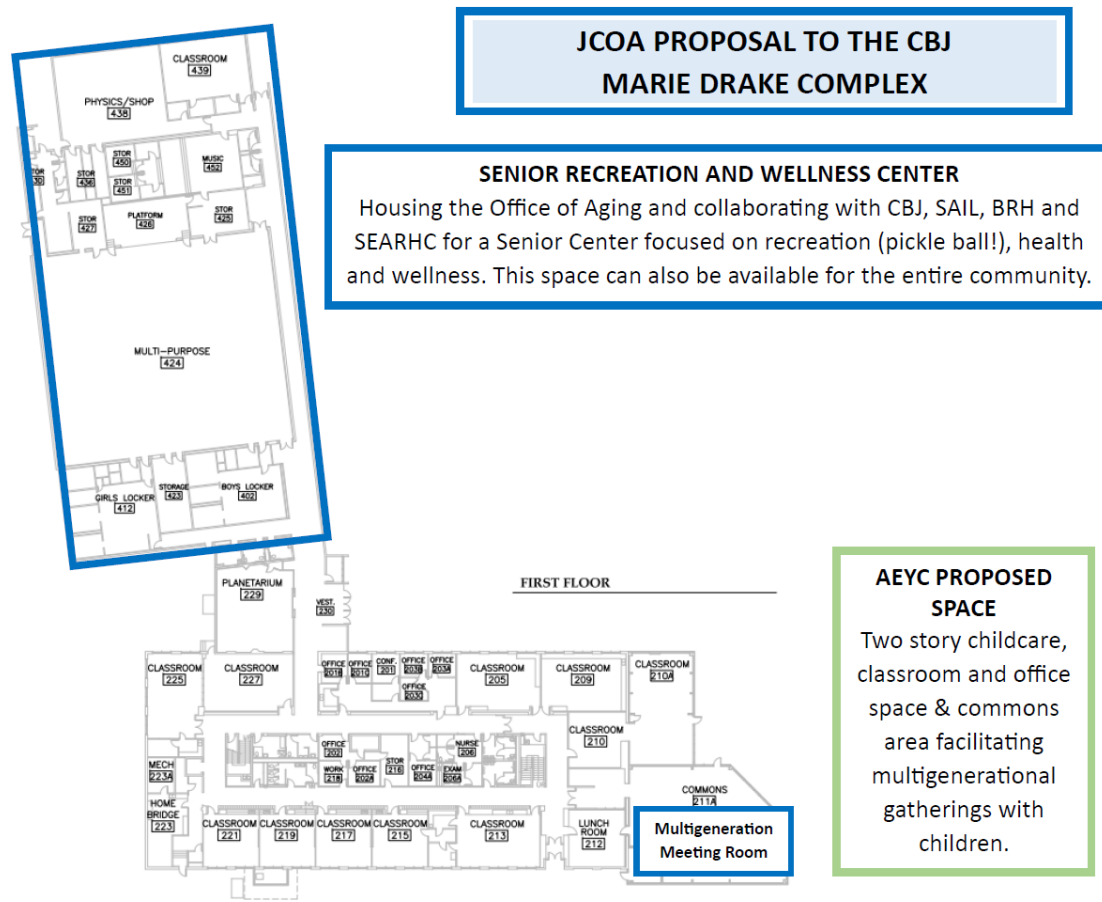 JCOA PROPOSAL TO THE CBJ
MARIE DRAKE COMPLEX
SENIOR RECREATION AND WELLNESS CENTER
Housing the Office of Aging and collaborating with CBJ, SAIL, BRH and
SEARHC for a Senior Center focused on recreation (pickle ball!), health
and wellness. This space can also be available for the entire community.
CLASSROOM
439
PHYSICS/SHOP
438
STOR
450
STOR
451
MUSIC
452
STOR
436
TOR
30
STOR
427
PLATFORM
426
STOR
425
MULTI-PURPOSE
424
GIRLS LOCKER
412
STORAGE
423
BOYS LOCKER
402
FIRST FLOOR
PLANETARIUM
229
VEST.
230
CLASSROOM
225
CLASSROOM
227
OFFICE
201B
OFFICE
201C
CONF.
201
OFFICE
203B
OFFICE
203A
OFFICE
203C
CLASSROOM
205
CLASSROOM
209
CLASSROOM
210A
CLASSROOM
210
OFFICE
202
WORK
218
OFFICE
202A
STOR
216
OFFICE
204A
NURSE
206
EXAM
206A
MECH
223A
HOME
BRIDGE
223
CLASSROOM
221
CLASSROOM
219
CLASSROOM
217
CLASSROOM
215
CLASSROOM
213
LUNCH
ROOM
212
COMMONS
211A
Multigeneration
Meeting Room
AEYC PROPOSED
SPACE
Two story childcare,
classroom and office
space & commons
area facilitating
multigenerational
gatherings with
children.